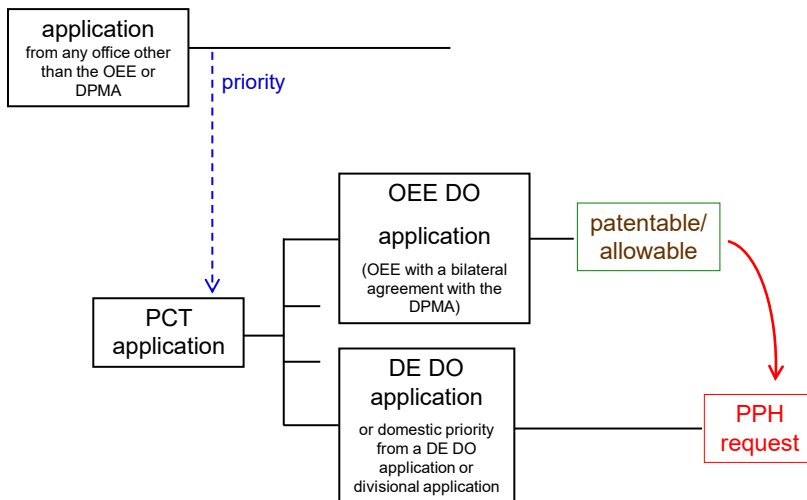 application
from any office other
than the OEE or
DPMA
priority
OEE DO
application
(OEE with a bilateral
agreement with the
DPMA)
patentable/
allowable
PCT
application
DE DO
application
or domestic priority
from a DE DO
application or
divisional application
PPH
request